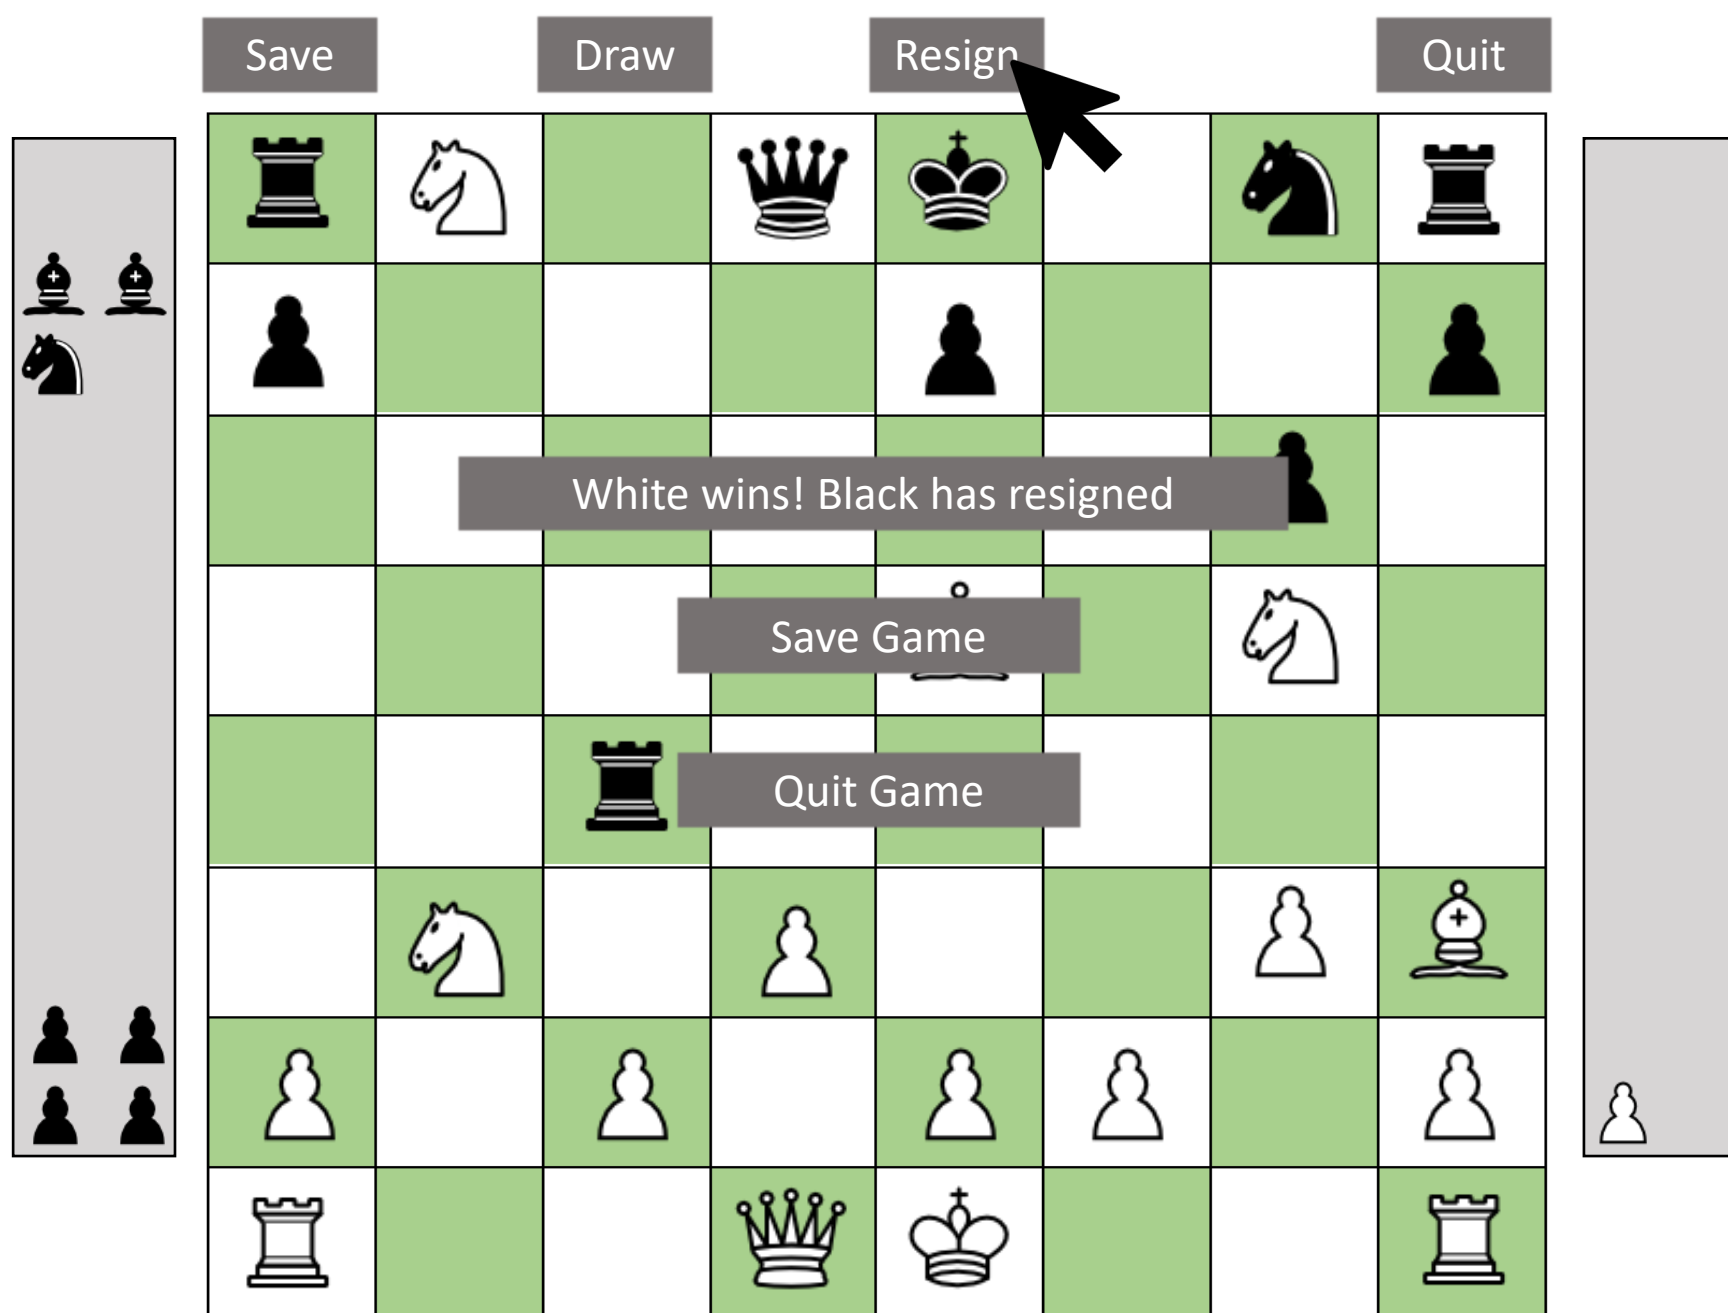 Save
Draw
Resign
Quit
White wins! Black has resigned
Save Game
Quit Game